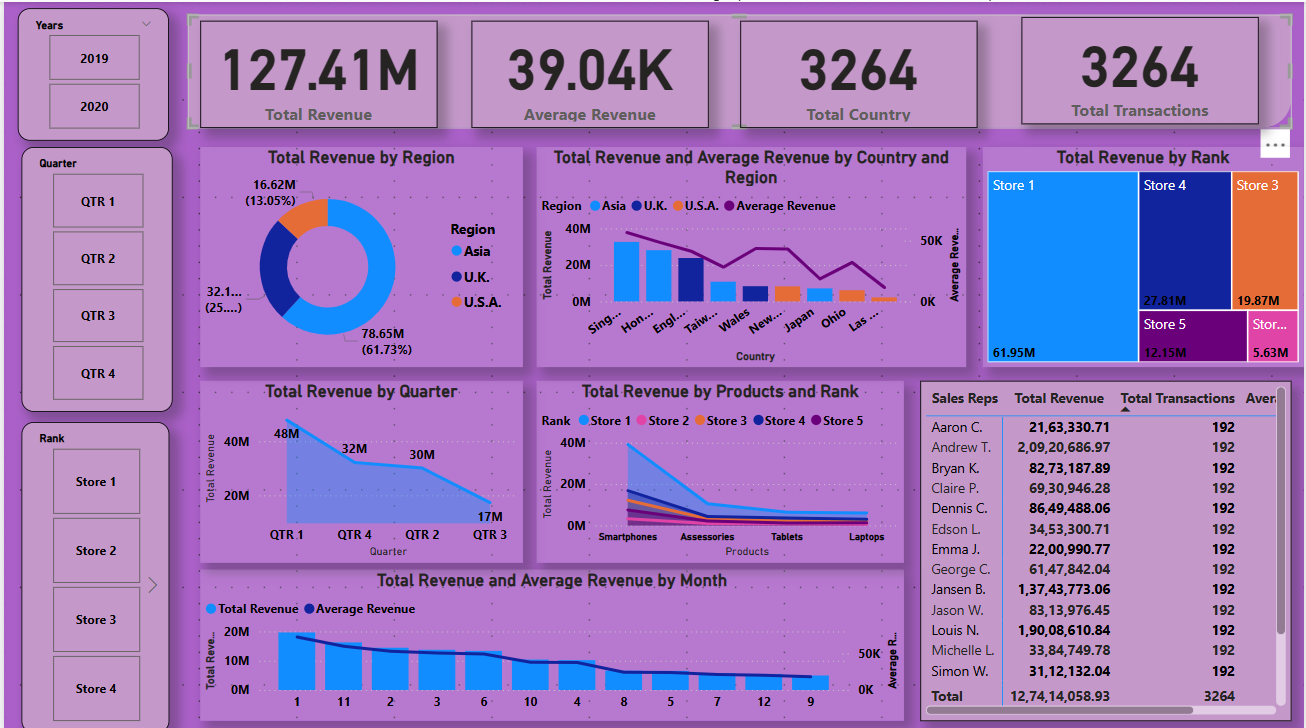 Years
2019
2020
127.41M
Total Revenue
39.04K
Average Revenue
3264
Total Country
3264
Total Transactions
Quarter
QTR 1
QTR 2
QTR 3
QTR 4
Rank
Store 1
Store 2
Store 3
Store 4
Total Revenue by Region
16.62M
(13.05%)
32.1...
(25....)
78.65M
(61.73%)
Region
Asia
U.K.
U.S.A.
Total Revenue and Average Revenue by Country and
Region
Region Asia U.K. U.S.A. Average Revenue
Total Revenue
40M
20M
0M
50K
0K
Average Reve...
Sing... Hon... Engl... Taiw... Wales New... Japan Ohio Las ...
Country
Total Revenue by Rank
Store 1
61.95M
Store 4
27.81M
Store 3
19.87M
Store 5
12.15M
Stor...
5.63M
Total Revenue by Quarter
Total Revenue
40M
20M
48M
32M
30M
17M
QTR 1 QTR 4 QTR 2 QTR 3
Quarter
Total Revenue by Products and Rank
Rank Store 1 Store 2 Store 3 Store 4 Store 5
Total Revenue
40M
20M
0M
Smartphones Assessories Tablets Laptops
Products
Sales Reps Total Revenue Total Transactions Aver
Aaron C. 21,63,330.71 192
Andrew T. 2,09,20,686.97 192
Bryan K. 82,73,187.89 192
Claire P. 69,30,946.28 192
Dennis C. 86,49,488.06 192
Edson L. 34,53,300.71 192
Emma J. 22,00,990.77 192
George C. 61,47,842.04 192
Jansen B. 1,37,43,773.06 192
Jason W. 83,13,976.45 192
Louis N. 1,90,08,610.84 192
Michelle L. 33,84,749.78 192
Simon W. 31,12,132.04 192
Total 12,74,14,058.93 3264
Total Revenue and Average Revenue by Month
Total Revenue Average Revenue
Total Reve...
20M
10M
0M
50K
0K
Average R...
1 11 2 3 6 10 4 8 5 7 12 9